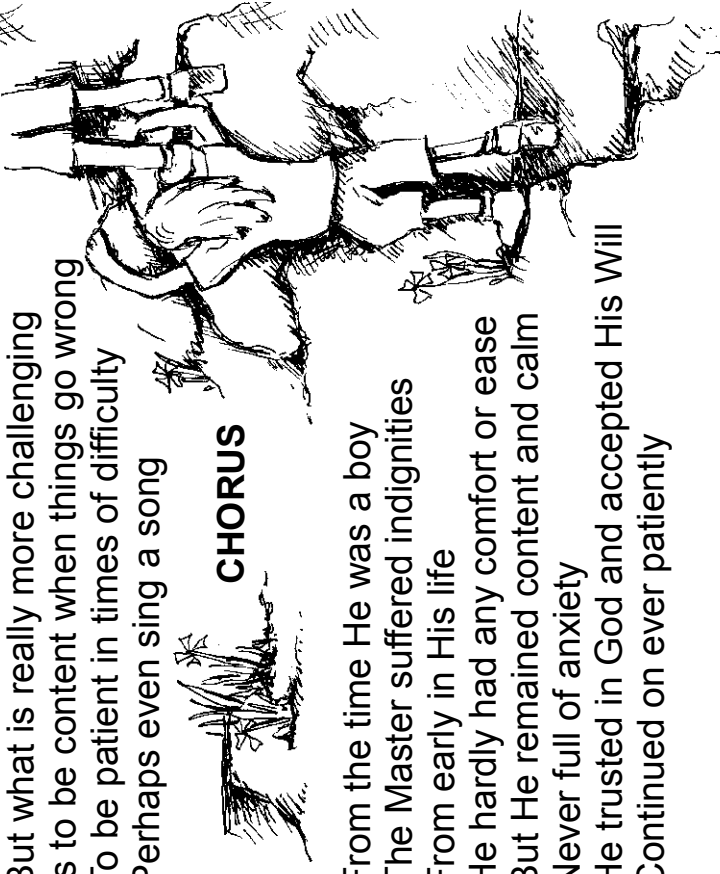 But what is really more challenging
s to be content when things go wrong
To be patient in times of difficulty
Perhaps even sing a song
CHORUS
From the time He was a boy
The Master suffered indignities
From early in His life
He hardly had any comfort or ease
But He remained content and calm
Never full of anxiety
He trusted in God and accepted His Will
Continued on ever patiently